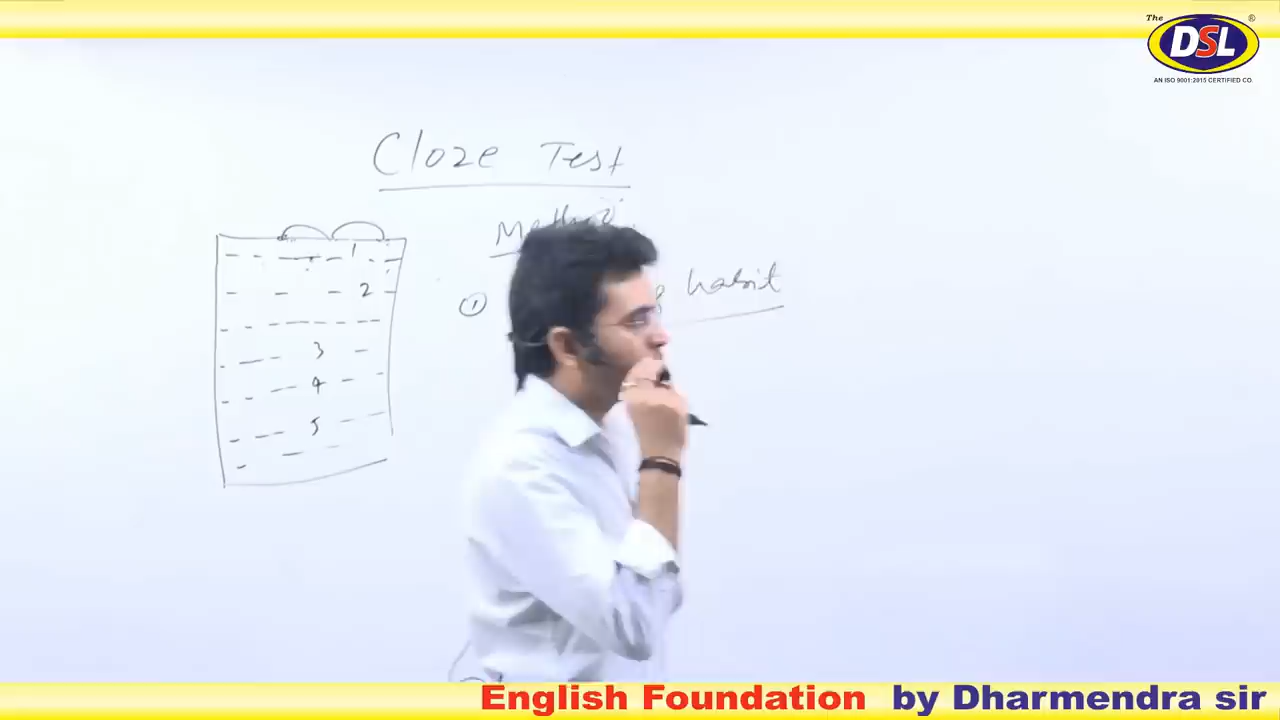 The
®
DSL
AN ISO 9001:2015 CERTIFIED CO.
Cloze Test
1
2
3
4
5
① habit
English Foundation by Dharmendra sir